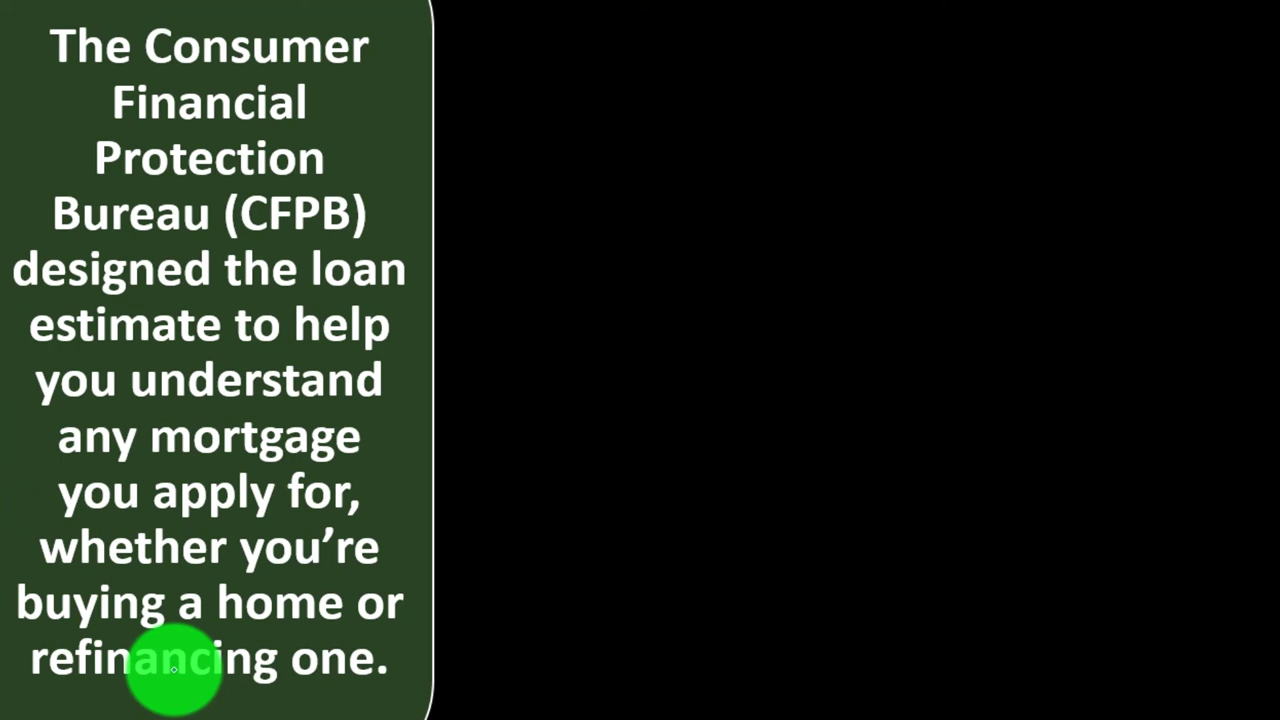 The Consumer
Financial
Protection
Bureau (CFPB)
designed the loan
estimate to help
you understand
any mortgage
you apply for,
whether you’re
buying a home or
refinancing one.